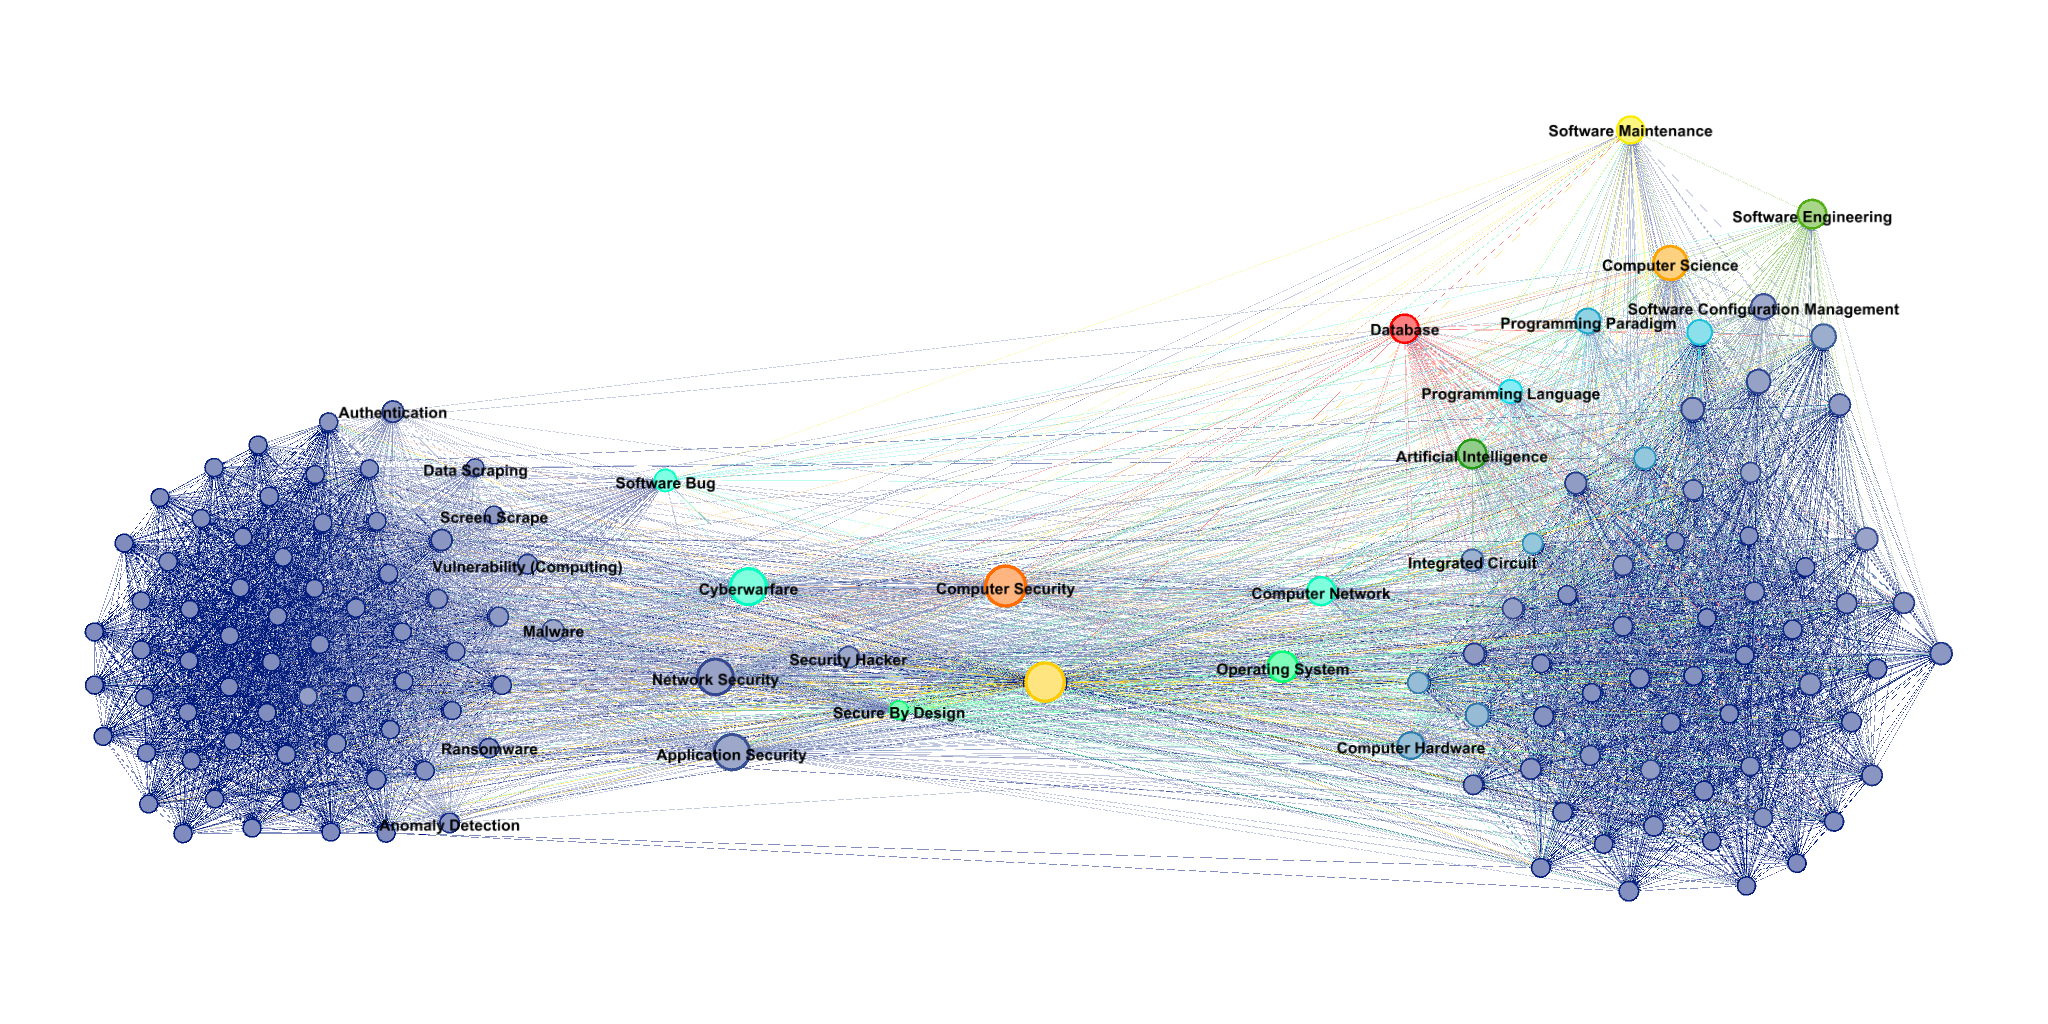 Software Maintenance
Software Engineering
Computer Science
Software Configuration Management
Programming Paradigm
Database
Programming Language
Authentication
Artificial Intelligence
Data Scraping
Software Bug
Screen Scrape
Integrated Circuit
Vulnerability (Computing)
Cyberwarfare
Computer Security
Computer Network
Malware
Security Hacker
Operating System
Network Security
Secure By Design
Ransomware
Computer Hardware
Application Security
Anomaly Detection